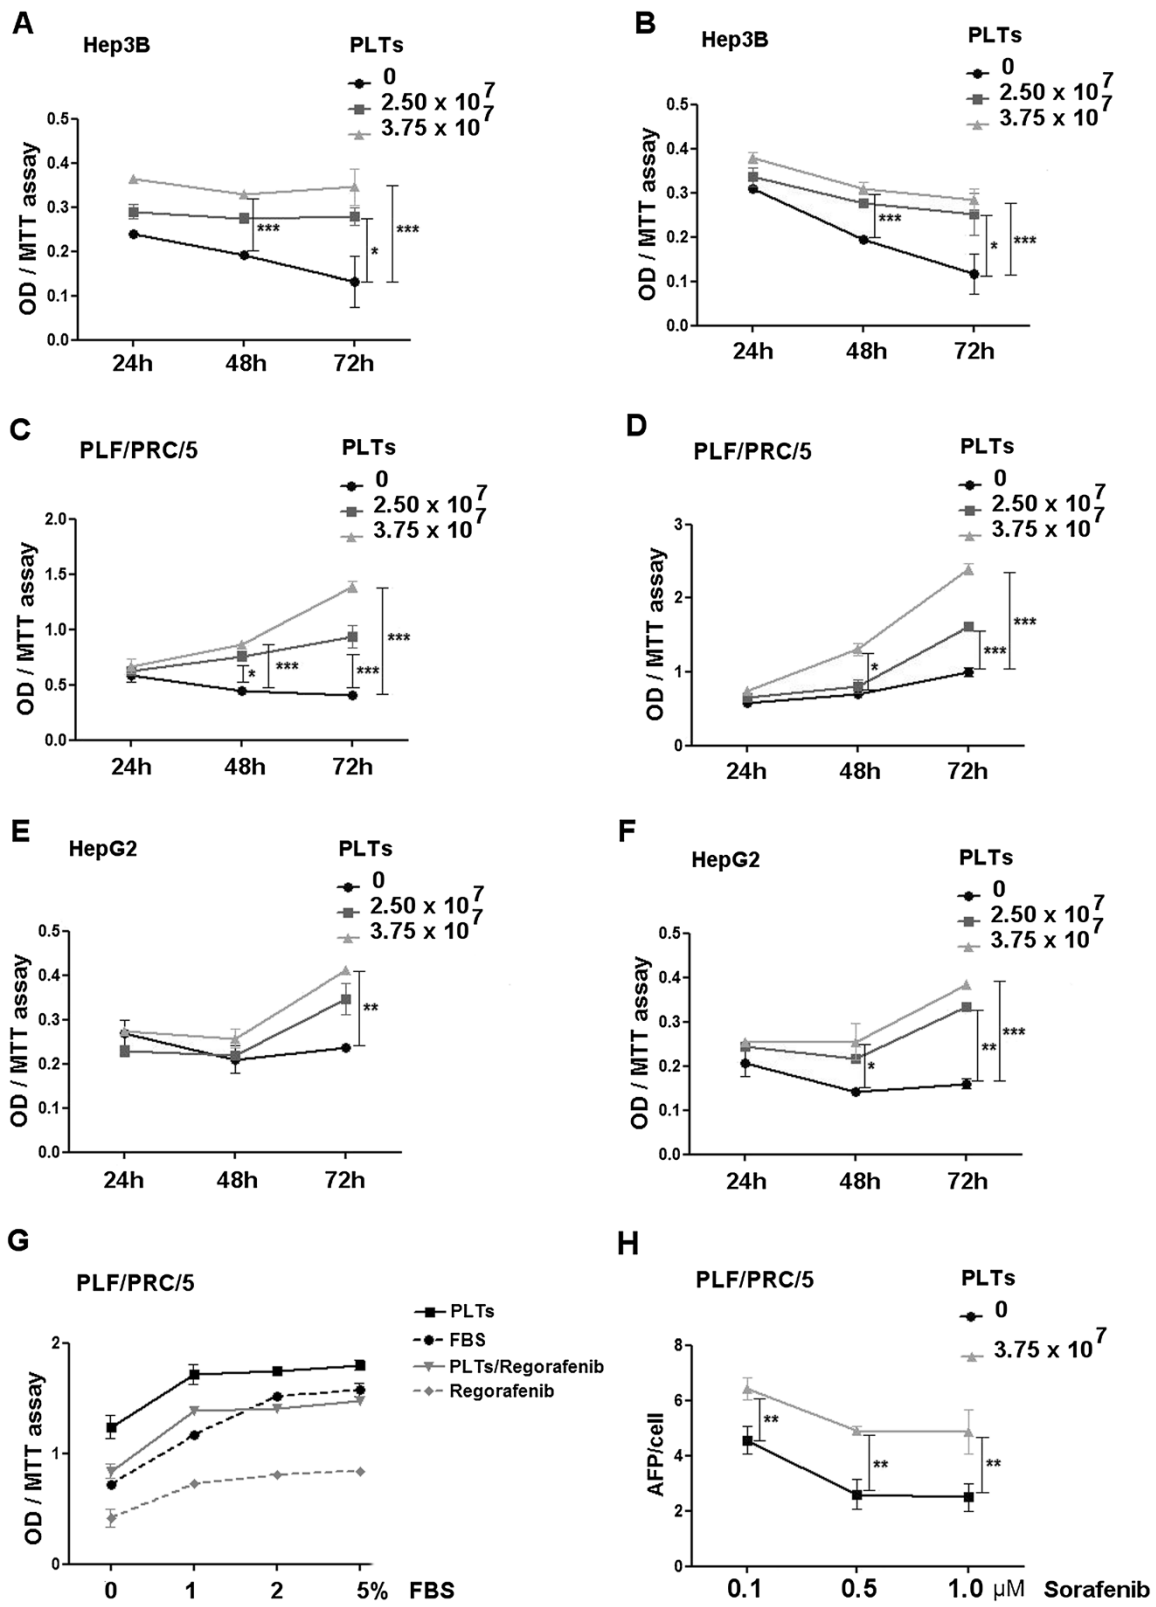 A
Hep3B
PLTs
0
2.50 x 10^7
3.75 x 10^7
0.5
0.4
0.3
0.2
0.1
0.0
OD / MTT assay
***
*
***
24h 48h 72h
B
Hep3B
PLTs
0
2.50 x 10^7
3.75 x 10^7
0.5
0.4
0.3
0.2
0.1
0.0
OD / MTT assay
***
*
***
24h 48h 72h
C
PLF/PRC/5
PLTs
0
2.50 x 10^7
3.75 x 10^7
2.0
1.5
1.0
0.5
0.0
OD / MTT assay
*
***
***
***
24h 48h 72h
D
PLF/PRC/5
PLTs
0
2.50 x 10^7
3.75 x 10^7
3
2
1
0
OD / MTT assay
*
***
***
24h 48h 72h
E
HepG2
PLTs
0
2.50 x 10^7
3.75 x 10^7
0.5
0.4
0.3
0.2
0.1
0.0
OD / MTT assay
**
24h 48h 72h
F
HepG2
PLTs
0
2.50 x 10^7
3.75 x 10^7
0.5
0.4
0.3
0.2
0.1
0.0
OD / MTT assay
*
**
***
24h 48h 72h
G
PLF/PRC/5
PLTs
FBS
PLTs/Regorafenib
Regorafenib
2
1
0
OD / MTT assay
0 1 2 5% FBS
H
PLF/PRC/5
PLTs
0
3.75 x 10^7
8
6
4
2
0
AFP/cell
**
**
**
0.1 0.5 1.0 µM Sorafenib